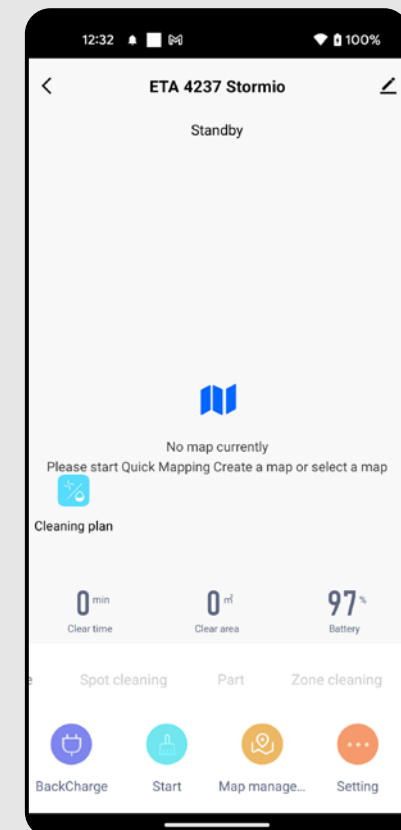 12:32 100%
ETA 4237 Stormio
Standby
No map currently
Please start Quick Mapping Create a map or select a map
Cleaning plan
0 min 0 ㎡ 97 %
Clear time Clear area Battery
e Spot cleaning Part Zone cleaning
BackCharge Start Map manage... Setting